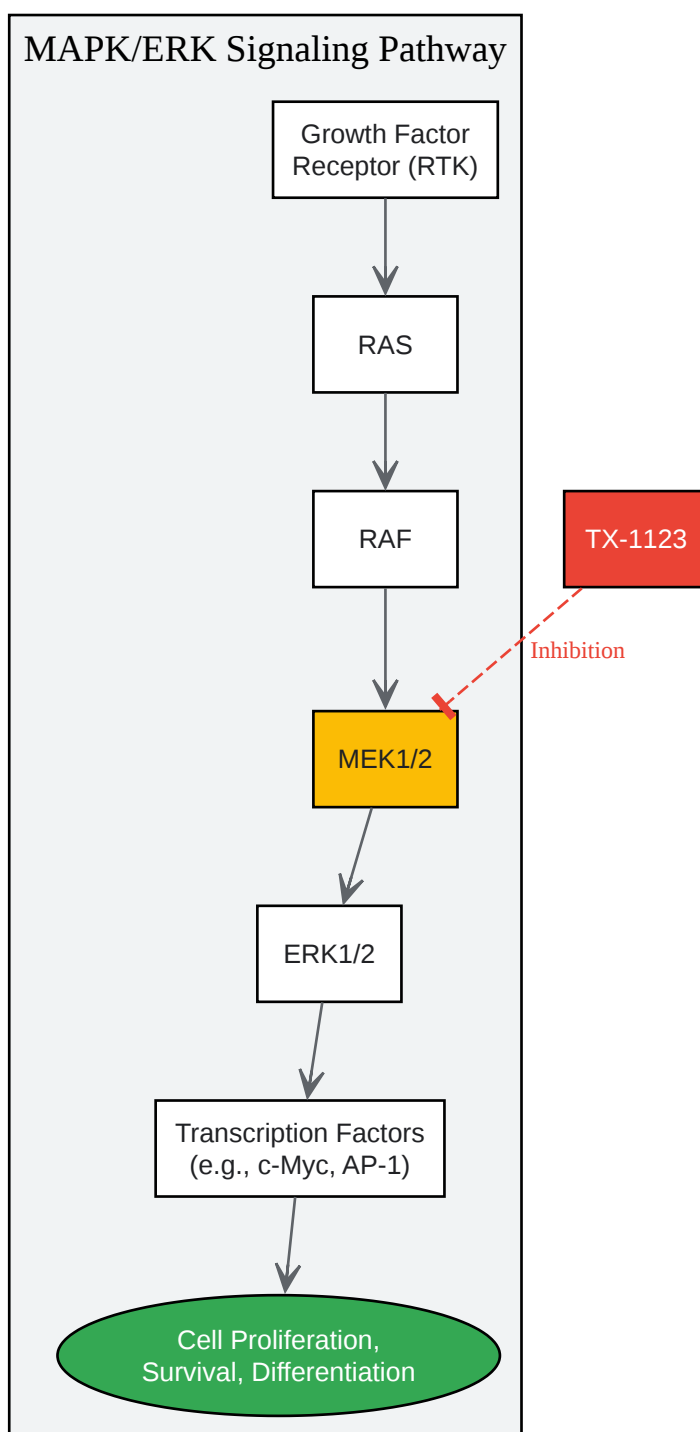 MAPK/ERK Signaling Pathway
Growth Factor
Receptor (RTK)
RAS
RAF
TX-1123
Inhibition
MEK1/2
ERK1/2
Transcription Factors
(e.g., c-Myc, AP-1)
Cell Proliferation,
Survival, Differentiation